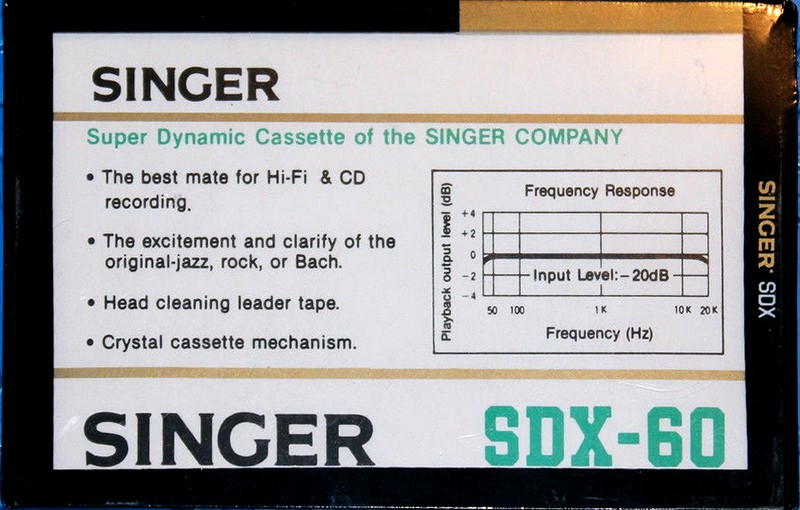 SINGER
Super Dynamic Cassette of the SINGER COMPANY
• The best mate for Hi-Fi & CD
recording.
• The excitement and clarify of the
original-jazz, rock, or Bach.
• Head cleaning leader tape.
• Crystal cassette mechanism.
Frequency Response
Playback output level (dB)
+4
+2
0
−2
−4
Input Level:−20dB
50 100 1K 10K 20K
Frequency (Hz)
SINGER SDX-60
SINGER SDX